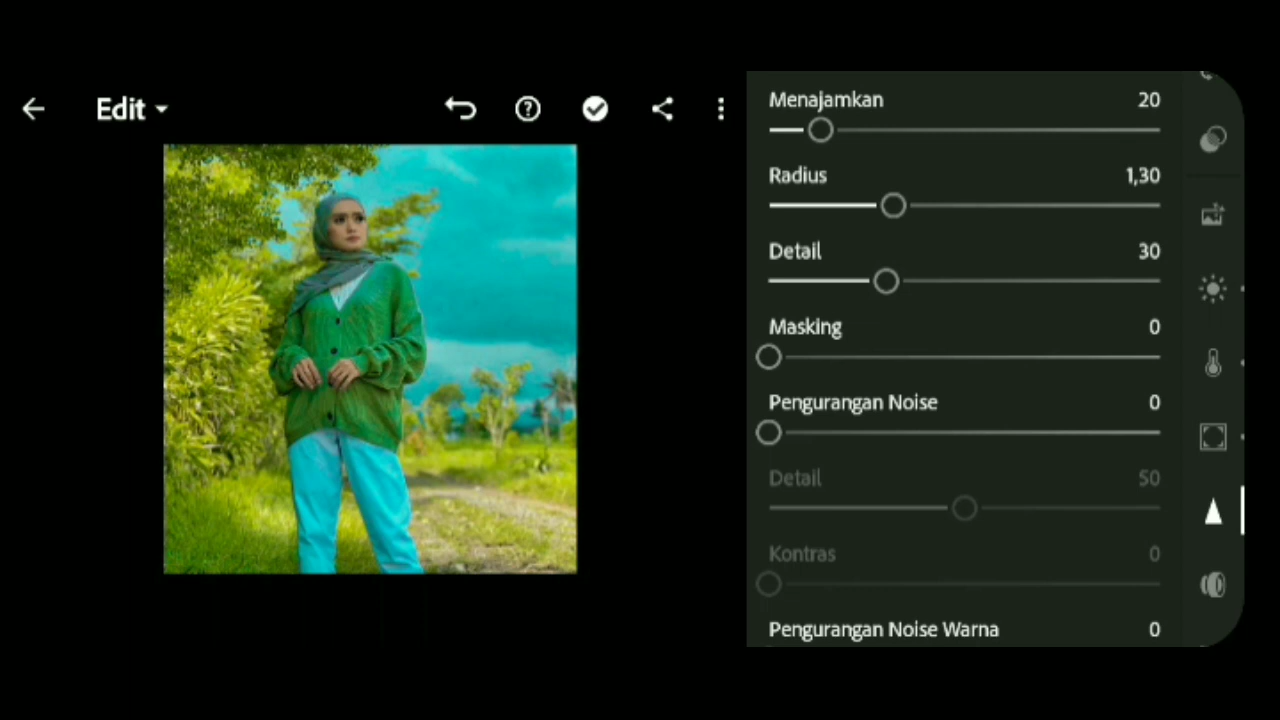 Edit
Menajamkan 20
Radius 1,30
Detail 30
Masking 0
Pengurangan Noise 0
Detail 50
Kontras 0
Pengurangan Noise Warna 0